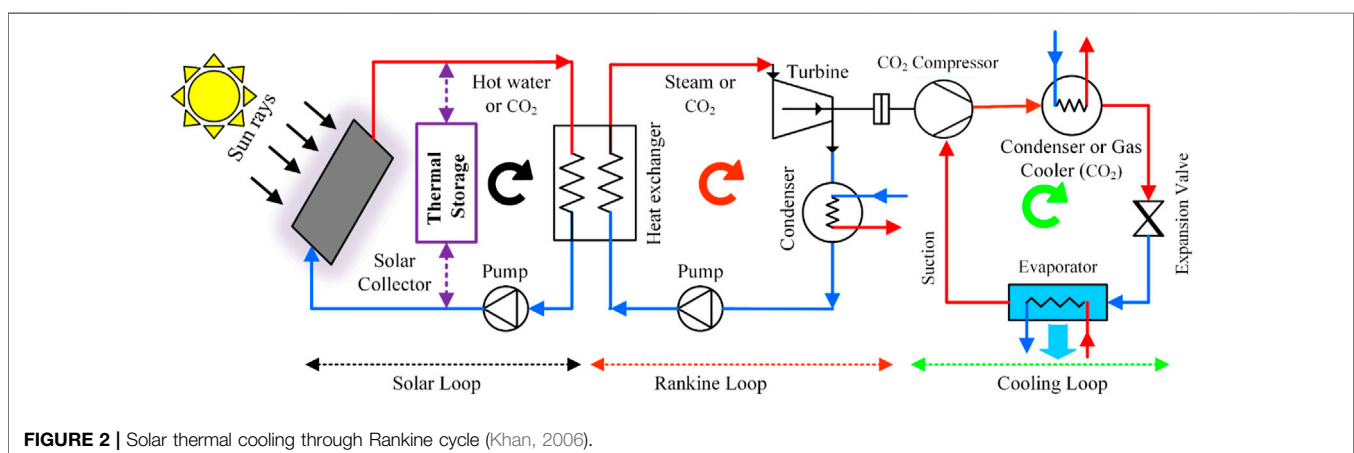 Sun rays
Hot water
or CO₂
Thermal
Storage
Solar
Collector
Pump
Heat exchanger
Steam or
CO₂
Turbine
Condenser
Pump
CO₂ Compressor
Condenser or Gas
Cooler (CO₂)
Expansion Valve
Suction
Evaporator
Solar Loop
Rankine Loop
Cooling Loop
FIGURE 2 | Solar thermal cooling through Rankine cycle (Khan, 2006).